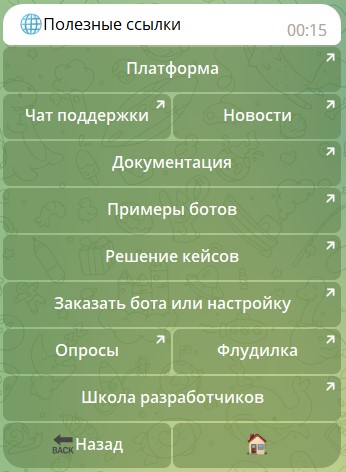 🌐Полезные ссылки
00:15
Платформа
Чат поддержки
Новости
Документация
Примеры ботов
Решение кейсов
Заказать бота или настройку
Опросы
Флудилка
Школа разработчиков
🔙Назад
🏠